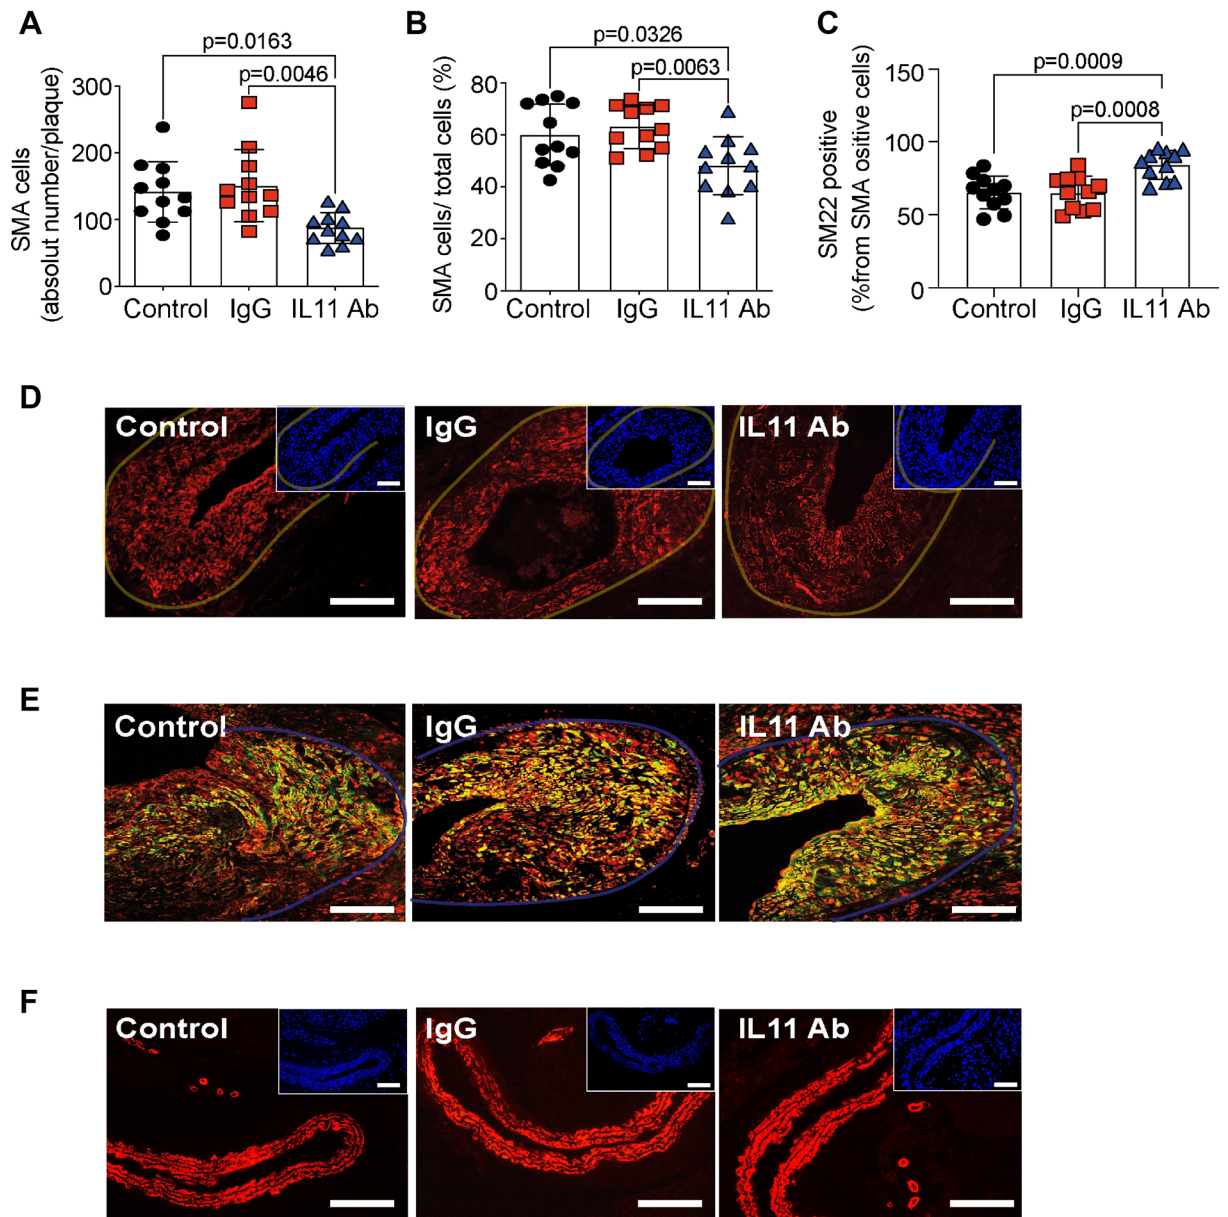 A
p=0.0163
p=0.0046
SMA cells
(absolut number/plaque)
300
200
100
0
Control
IgG
IL11 Ab
B
p=0.0326
p=0.0063
SMA cells/ total cells (%)
80
60
40
20
0
Control
IgG
IL11 Ab
C
p=0.0009
p=0.0008
SM22 positive
(%from SMA ositive cells)
150
100
50
0
Control
IgG
IL11 Ab
D
Control
IgG
IL11 Ab
E
Control
IgG
IL11 Ab
F
Control
IgG
IL11 Ab